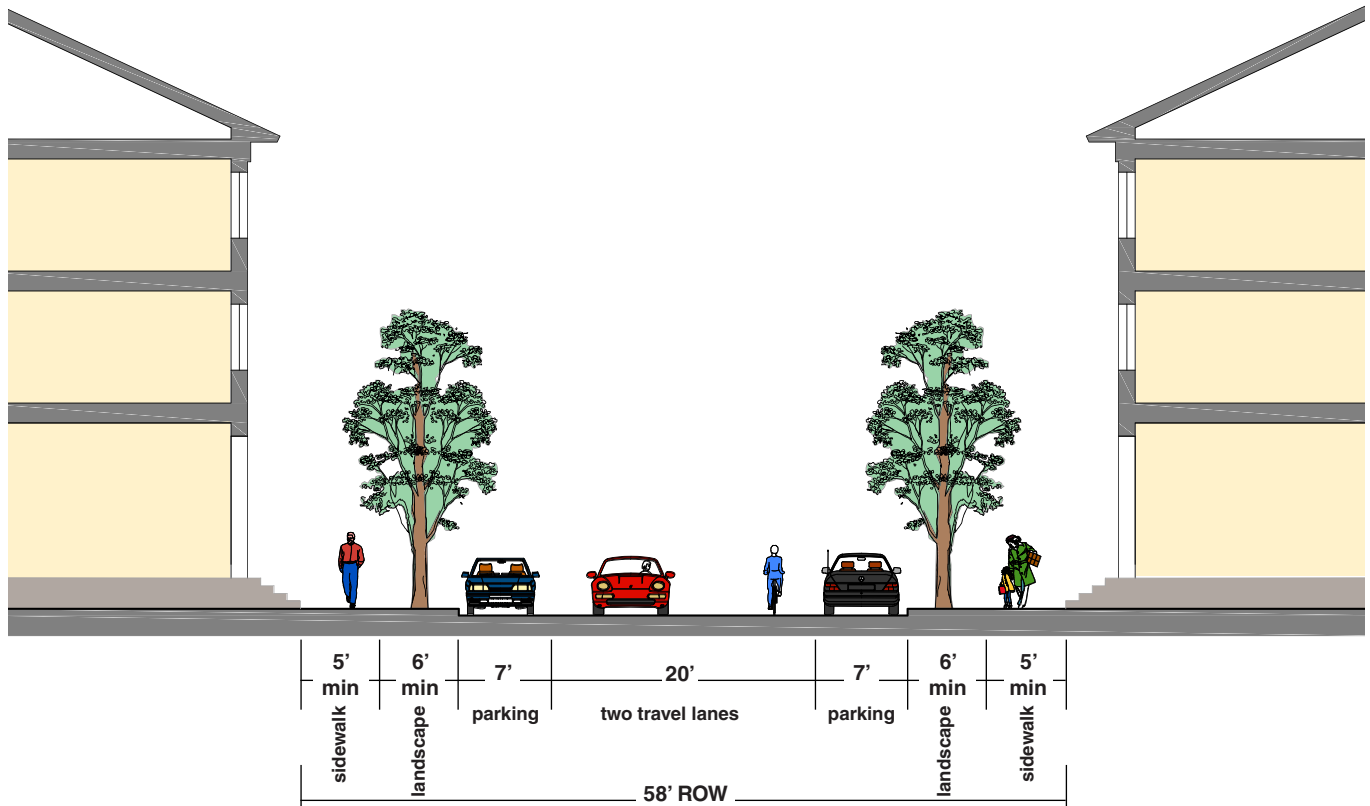 5’ min
6’ min
7’
20’
7’
6’ min
5’ min
sidewalk
landscape
parking
two travel lanes
parking
landscape
sidewalk
58’ ROW